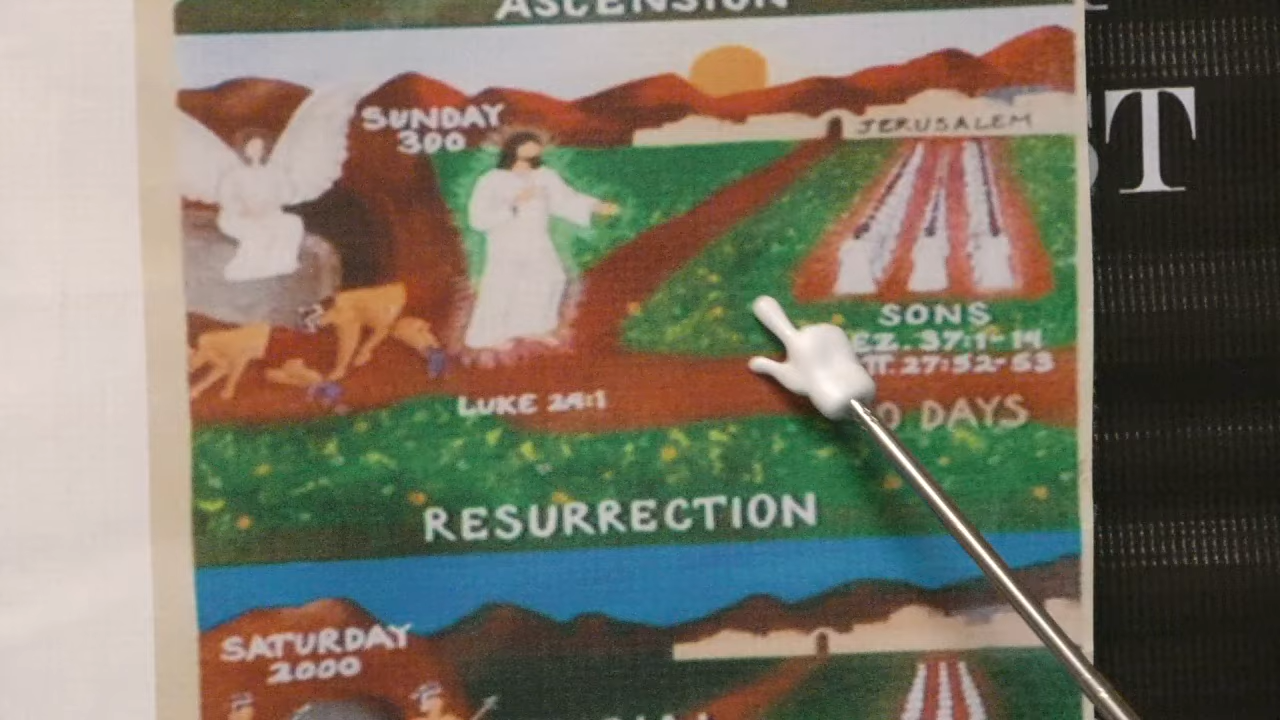 ASCENSION
SUNDAY
300
JERUSALEM
T
SONS
EZ. 37:1-14
27:52-53
LUKE 24:1
DAYS
RESURRECTION
SATURDAY
2000